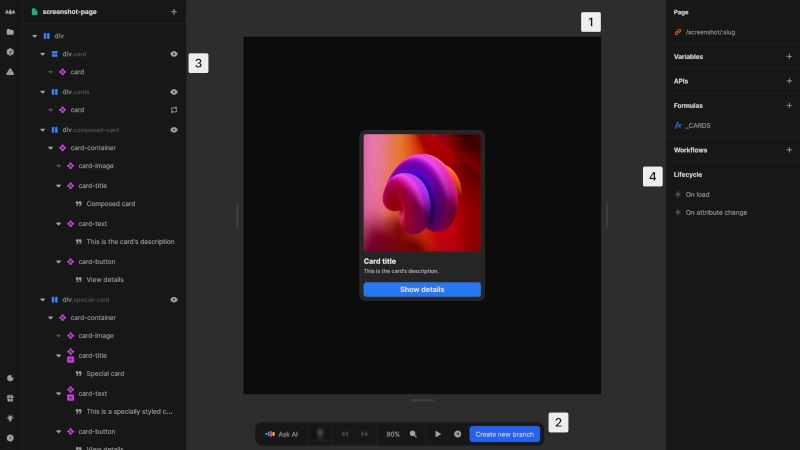 screenshot-page
div
div.card
card
div.cards
card
div.composed-card
card-container
card-image
card-title
Composed card
card-text
This is the card's description
card-button
View details
div.special-card
card-container
card-image
card-title
Special card
card-text
This is a specially styled c...
card-button
View details
3
1
Card title
This is the card's description.
Show details
Ask AI
90%
Create new branch
2
Page
/screenshot/:slug
Variables
APIs
Formulas
_CARDS
Workflows
4
Lifecycle
On load
On attribute change